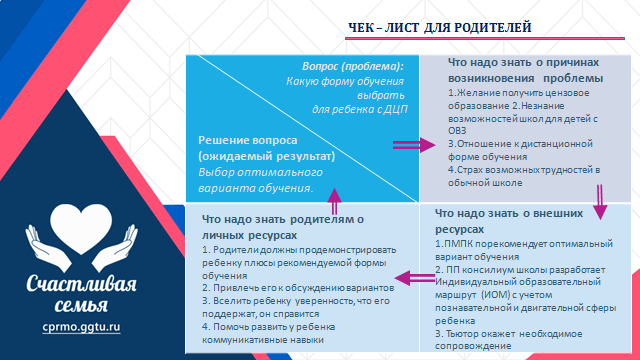 ЧЕК – ЛИСТ ДЛЯ РОДИТЕЛЕЙ
Вопрос (проблема):
Какую форму обучения
выбрать
для ребенка с ДЦП
Решение вопроса
(ожидаемый результат)
Выбор оптимального
варианта обучения.
Что надо знать о причинах
возникновения проблемы
1.Желание получить цензовое
образование 2.Незнание
возможностей школ для детей с
ОВЗ
3.Отношение к дистанционной
форме обучения
4.Страх возможных трудностей в
обычной школе
Что надо знать родителям о
личных ресурсах
1. Родители должны продемонстрировать
ребенку плюсы рекомендуемой формы
обучения
2. Привлечь его к обсуждению вариантов
3. Вселить ребенку уверенность, что его
поддержат, он справится
4. Помочь развить у ребенка
коммуникативные навыки
Что надо знать о внешних
ресурсах
1.ПМПК порекомендует оптимальный
вариант обучения
2. ПП консилиум школы разработает
Индивидуальный образовательный
маршрут (ИОМ) с учетом
познавательной и двигательной сферы
ребенка
3. Тьютор окажет необходимое
сопровождение
Счастливая
семья
cprmo.ggtu.ru